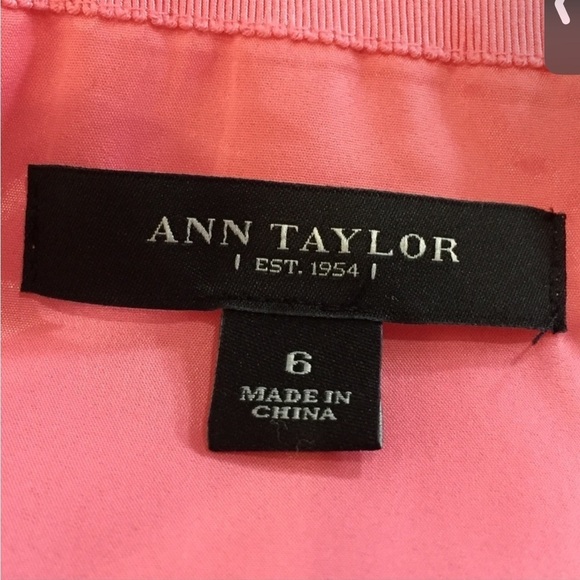 ANN TAYLOR
EST. 1954
6
MADE IN
CHINA